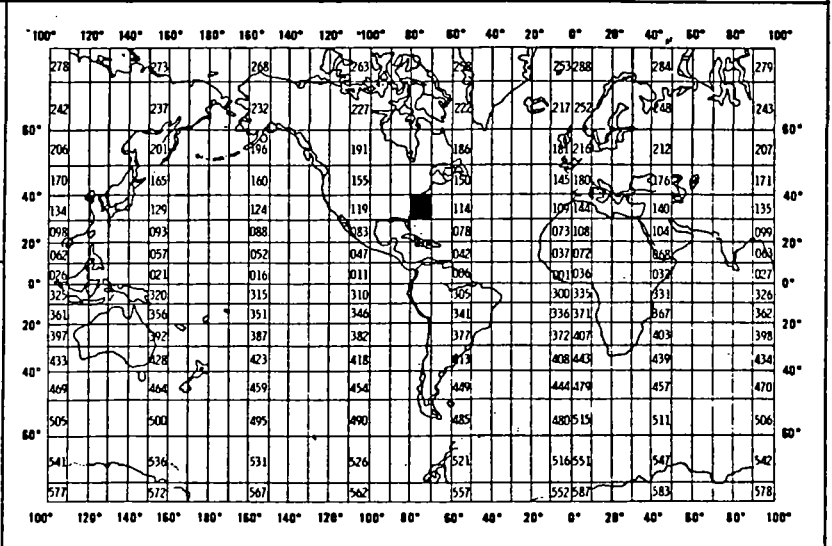 100° 120° 140° 160° 180° 160° 140° 120° 100° 80° 60° 40° 20° 0° 20° 40° 60° 80° 100°
278 273 268 263 258 253 288 284 279
242 237 232 227 222 217 252 248 243
60° 60°
206 201 196 191 186 181 216 212 207
170 165 160 155 150 145 180 176 171
40° 40°
134 129 124 119 114 109 144 140 135
098 093 088 083 078 073 108 104 099
20° 20°
062 057 052 047 042 037 072 068 063
026 021 016 011 006 001 036 032 027
0° 0°
325 320 315 310 305 300 335 331 326
361 356 351 346 341 336 371 367 362
20° 20°
397 392 387 382 377 372 407 403 398
433 428 423 418 413 408 443 439 434
40° 40°
469 464 459 454 449 444 479 457 470
505 500 495 490 485 480 515 511 506
60° 60°
541 536 531 526 521 516 551 547 542
577 572 567 562 557 552 587 583 578
100° 120° 140° 160° 180° 160° 140° 120° 100° 80° 60° 40° 20° 0° 20° 40° 60° 80° 100°